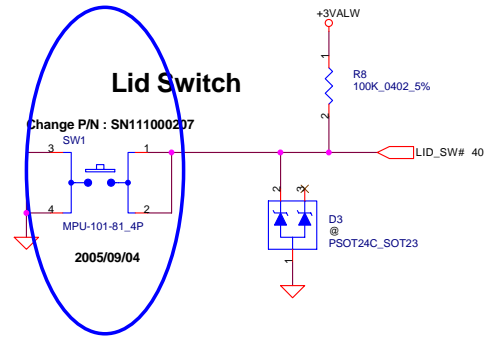 +3VALW
1
R8
100K_0402_5%
2
Lid Switch
Change P/N : SN111000207
SW1
3
1
LID_SW# 40
4
2
MPU-101-81_4P
2
3
D3
@
PSOT24C_SOT23
1
2005/09/04